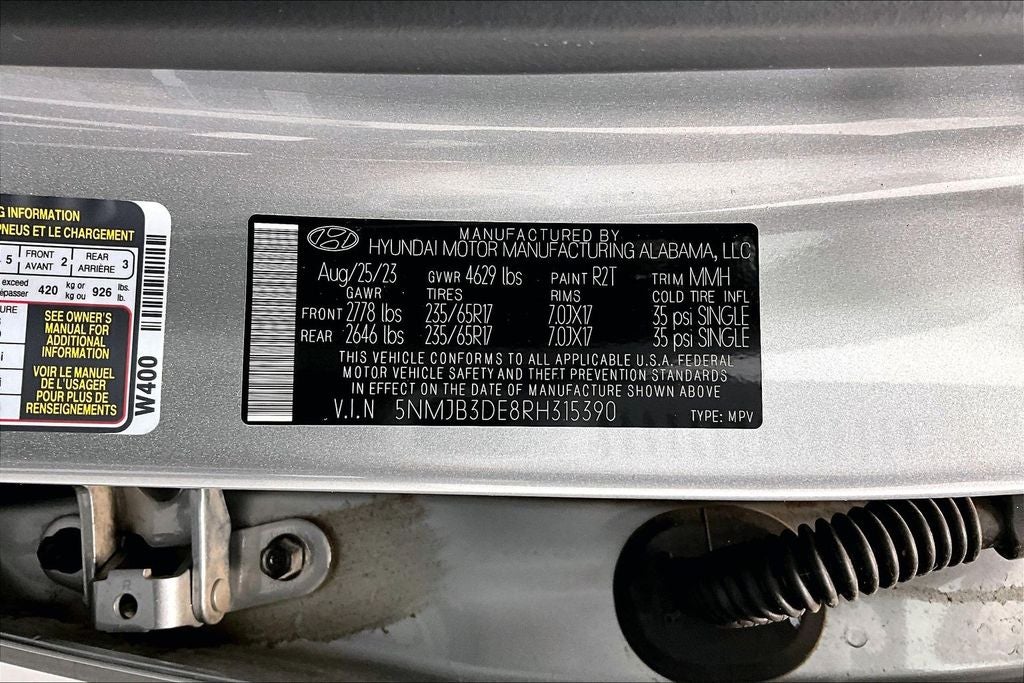 G INFORMATION
PNEUS ET LE CHARGEMENT
5 FRONT AVANT 2 REAR ARRIÈRE 3
exceed
épasser 420 kg or kg ou 926 lbs. lb.
SEE OWNER'S
MANUAL FOR
ADDITIONAL
INFORMATION
VOIR LE MANUEL
DE L'USAGER
POUR PLUS DE
RENSEIGNEMENTS
W400
MANUFACTURED BY
HYUNDAI MOTOR MANUFACTURING ALABAMA, LLC
Aug/25/23 GVWR 4629 lbs PAINT R2T TRIM MMH
GAWR TIRES RIMS COLD TIRE INFL
FRONT 2778 lbs 235/65R17 7.0JX17 35 psi SINGLE
REAR 2646 lbs 235/65R17 7.0JX17 35 psi SINGLE
THIS VEHICLE CONFORMS TO ALL APPLICABLE U.S.A. FEDERAL
MOTOR VEHICLE SAFETY AND THEFT PREVENTION STANDARDS
IN EFFECT ON THE DATE OF MANUFACTURE SHOWN ABOVE
V.I.N 5NMJB3DE8RH315390 TYPE: MPV
R